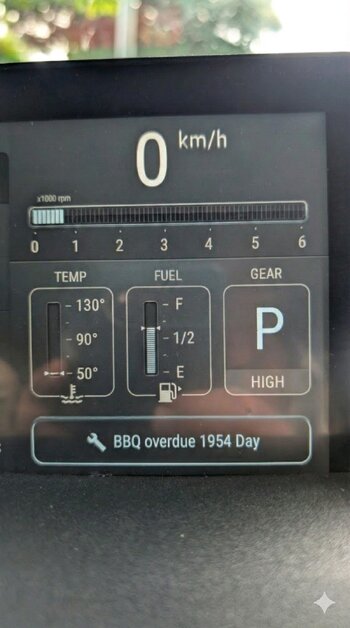 0 km/h
x1000 rpm
0 1 2 3 4 5 6
TEMP FUEL GEAR
130° F
90° 1/2 P
50° E
HIGH
BBQ overdue 1954 Day